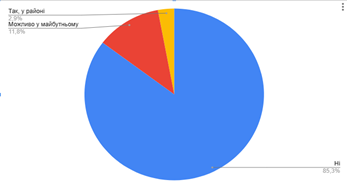 Так, у районі
2,9%
Можливо у майбутньому
11,8%
Ні
85,3%